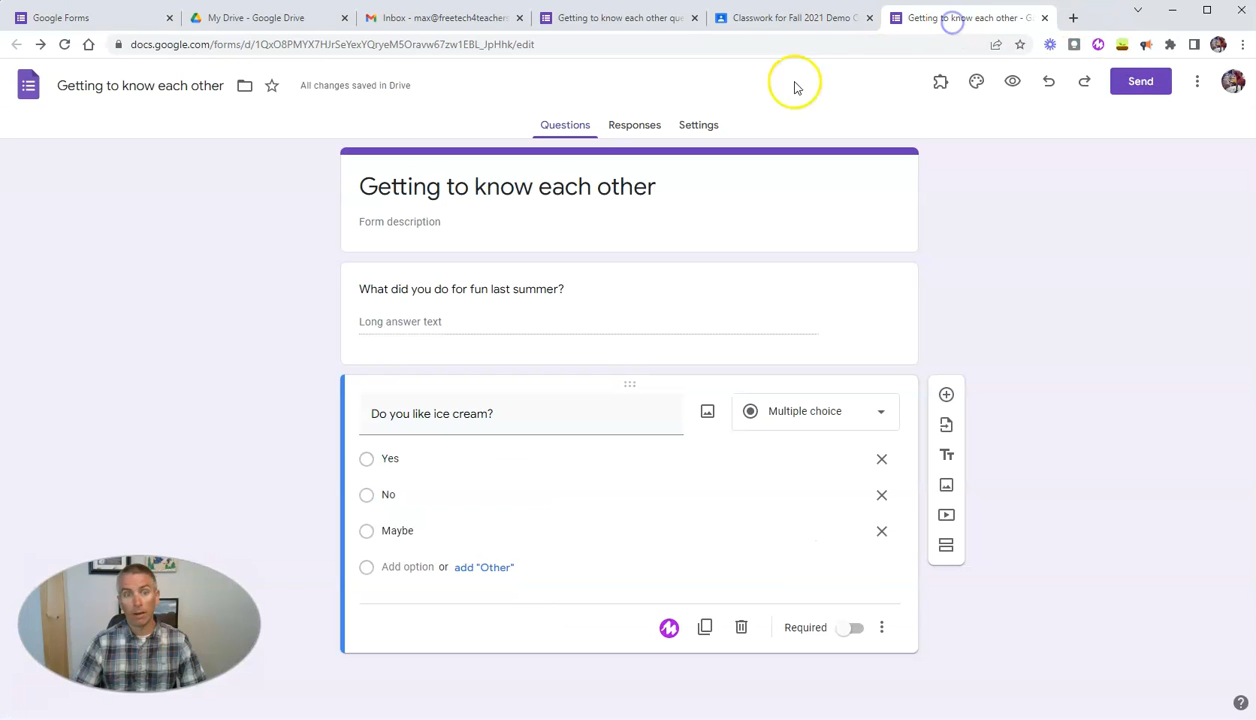 Google Forms
My Drive - Google Drive
Inbox - max@freetech4teachers
Getting to know each other que
Classwork for Fall 2021 Demo C
Getting to know each other - G
docs.google.com/forms/d/1QxO8PMYX7HJrSeYexYQryeM5Oravw67zw1EBL_JpHhk/edit
Getting to know each other
All changes saved in Drive
Send
Questions
Responses
Settings
Getting to know each other
Form description
What did you do for fun last summer?
Long answer text
Do you like ice cream?
Multiple choice
Yes
No
Maybe
Add option or add "Other"
Required